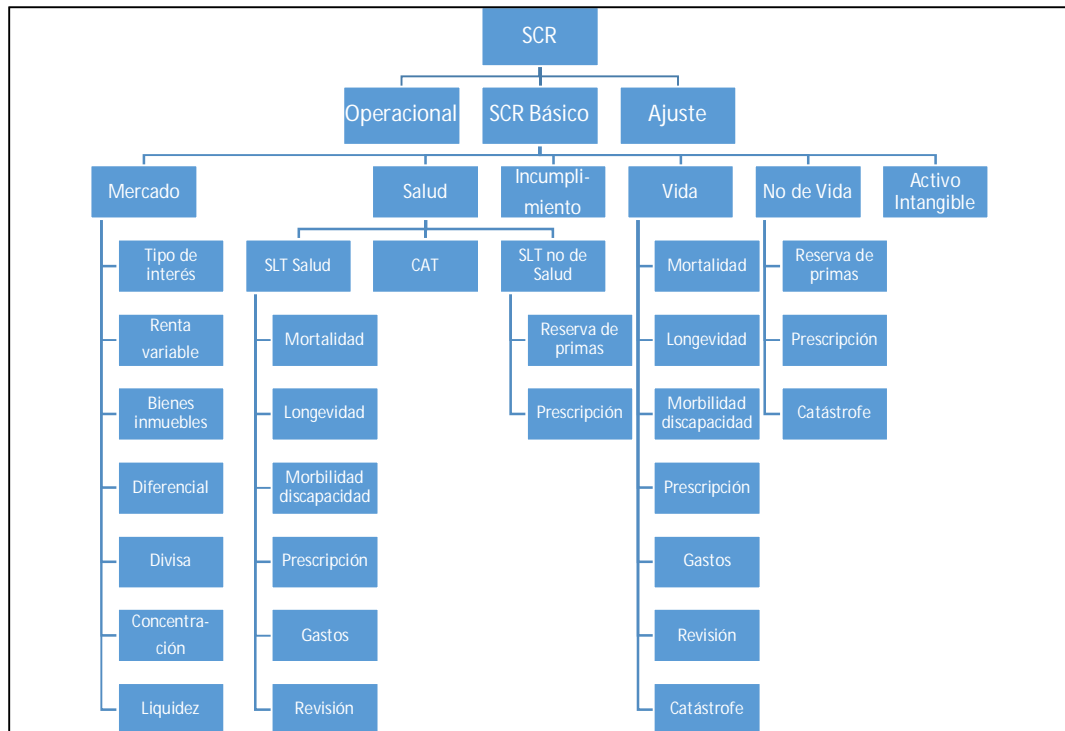 SCR
Operacional
SCR Básico
Ajuste
Mercado
Salud
Incumpli-
miento
Vida
No de Vida
Activo
Intangible
Tipo de
interés
Renta
variable
Bienes
inmuebles
Diferencial
Divisa
Concentra-
ción
Liquidez
SLT Salud
Mortalidad
Longevidad
Morbilidad
discapacidad
Prescripción
Gastos
Revisión
CAT
SLT no de
Salud
Reserva de
primas
Prescripción
Mortalidad
Longevidad
Morbilidad
discapacidad
Prescripción
Gastos
Revisión
Catástrofe
Reserva de
primas
Prescripción
Catástrofe